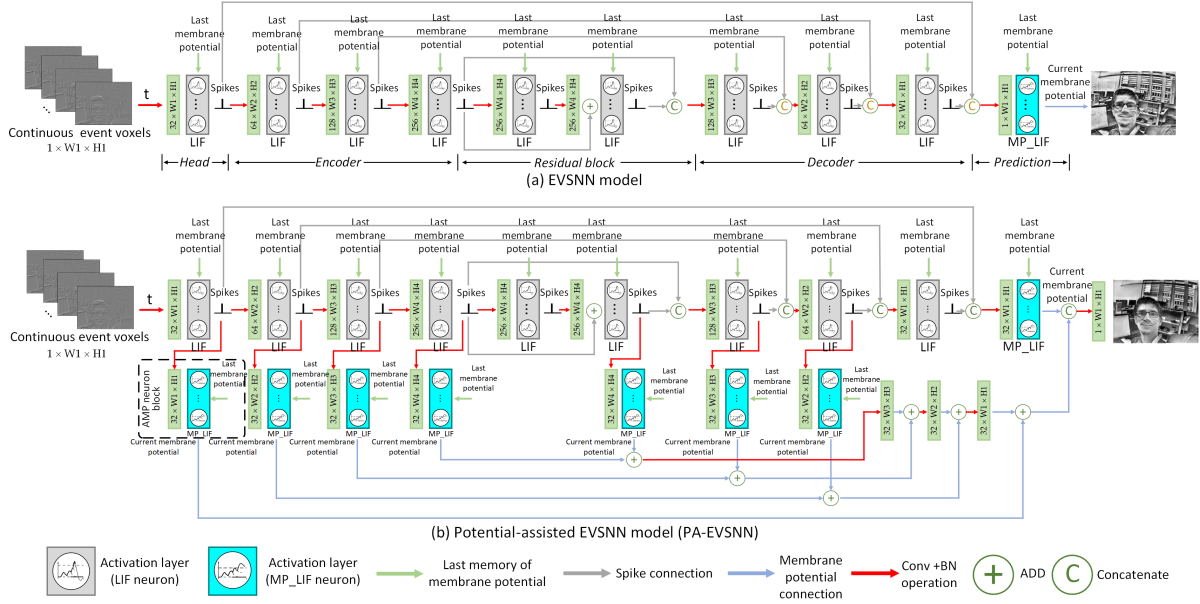 Last membrane potential
Last membrane potential
Last membrane potential
Last membrane potential
Last membrane potential
Last membrane potential
Last membrane potential
Last membrane potential
Last membrane potential
Last membrane potential
Current membrane potential
t
Spikes
Spikes
Spikes
Spikes
Spikes
Spikes
Spikes
Spikes
Spikes
32 × W1 × H1
64 × W2 × H2
128 × W3 × H3
256 × W4 × H4
256 × W4 × H4
256 × W4 × H4
128 × W3 × H3
64 × W2 × H2
32 × W1 × H1
1 × W1 × H1
+
C
C
C
C
Continuous event voxels
1 × W1 × H1
LIF
LIF
LIF
LIF
LIF
LIF
LIF
LIF
LIF
MP_LIF
Head
Encoder
Residual block
Decoder
Prediction
(a) EVSNN model
Last membrane potential
Last membrane potential
Last membrane potential
Last membrane potential
Last membrane potential
Last membrane potential
Last membrane potential
Last membrane potential
Last membrane potential
Last membrane potential
Current membrane potential
t
Spikes
Spikes
Spikes
Spikes
Spikes
Spikes
Spikes
Spikes
Spikes
32 × W1 × H1
64 × W2 × H2
128 × W3 × H3
256 × W4 × H4
256 × W4 × H4
256 × W4 × H4
128 × W3 × H3
64 × W2 × H2
32 × W1 × H1
32 × W1 × H1
1 × W1 × H1
+
C
C
C
C
C
Continuous event voxels
1 × W1 × H1
LIF
LIF
LIF
LIF
LIF
LIF
LIF
LIF
LIF
MP_LIF
AMP neuron block
32 × W1 × H1
32 × W2 × H2
32 × W3 × H3
32 × W4 × H4
32 × W4 × H4
32 × W3 × H3
32 × W2 × H2
32 × W3 × H3
32 × W2 × H2
32 × W1 × H1
Last membrane potential
Last membrane potential
Last membrane potential
Last membrane potential
Last membrane potential
Last membrane potential
Last membrane potential
MP_LIF
MP_LIF
MP_LIF
MP_LIF
MP_LIF
MP_LIF
MP_LIF
Current membrane potential
Current membrane potential
Current membrane potential
Current membrane potential
Current membrane potential
Current membrane potential
Current membrane potential
+
+
+
+
+
+
(b) Potential-assisted EVSNN model (PA-EVSNN)
Activation layer
(LIF neuron)
Activation layer
(MP_LIF neuron)
Last memory of
membrane potential
Spike connection
Membrane
potential
connection
Conv +BN
operation
+
ADD
C
Concatenate